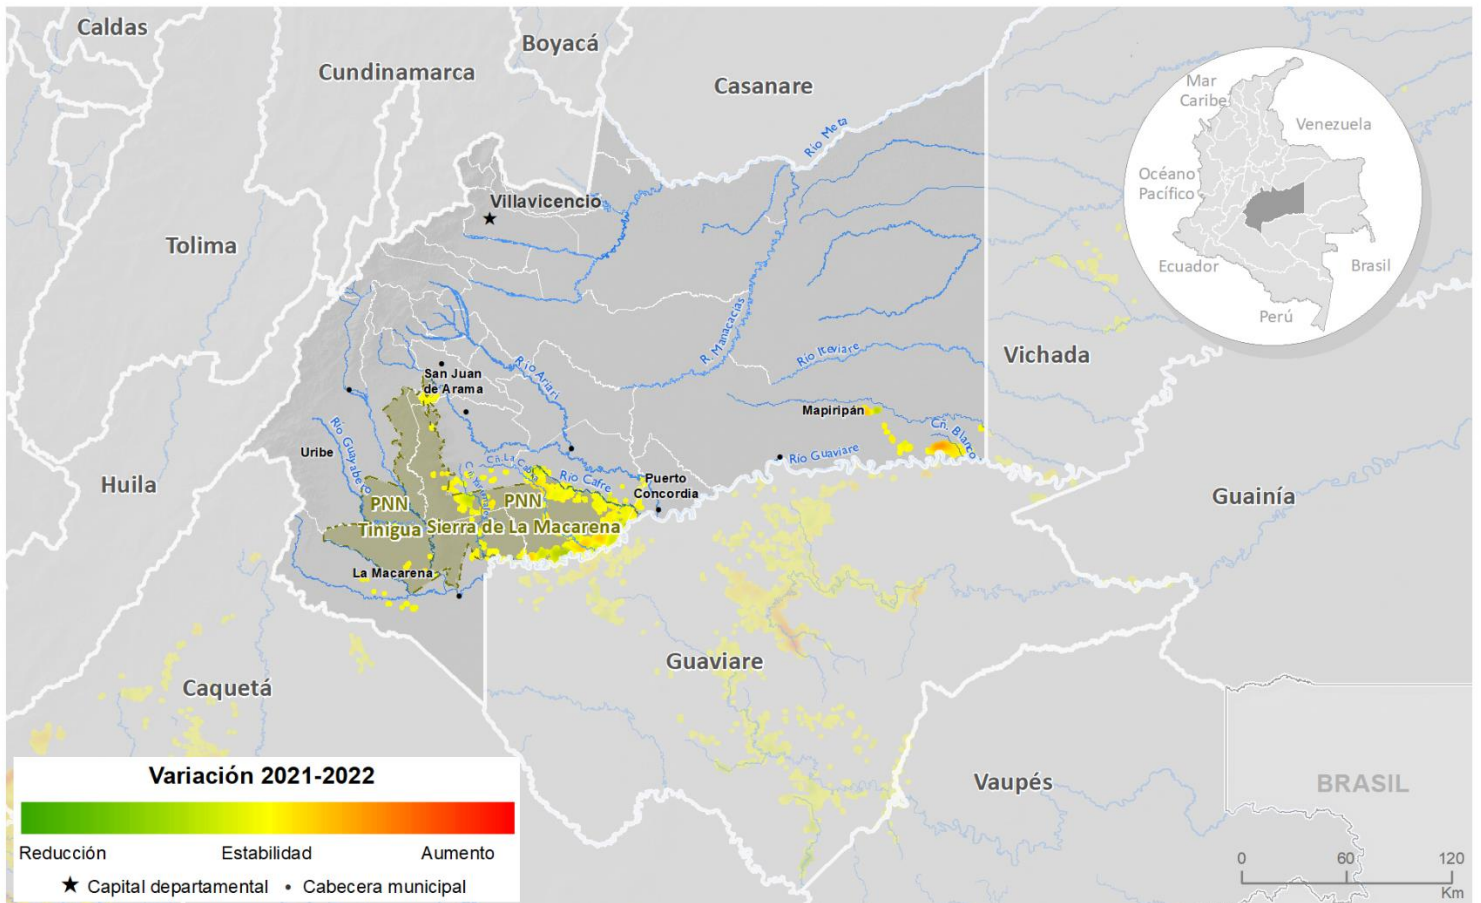 Caldas
Boyacá
Cundinamarca
Casanare
Mar
Caribe
Venezuela
Río Meta
Océano
Pacífico
Villavicencio
Tolima
Ecuador
Brasil
Perú
R. Manacacías
Río Iteviare
Vichada
Río Ariari
San Juan
de Arama
Mapiripán
Cñ. Blanco
Río Guayabero
Uribe
Río Guaviare
Huila
Río Cafre
Puerto
Concordia
Guainía
PNN
Tinigua
PNN
Sierra de La Macarena
La Macarena
Guaviare
Caquetá
Vaupés
BRASIL
Variación 2021-2022
Reducción
Estabilidad
Aumento
Capital departamental
Cabecera municipal
0
60
120
Km